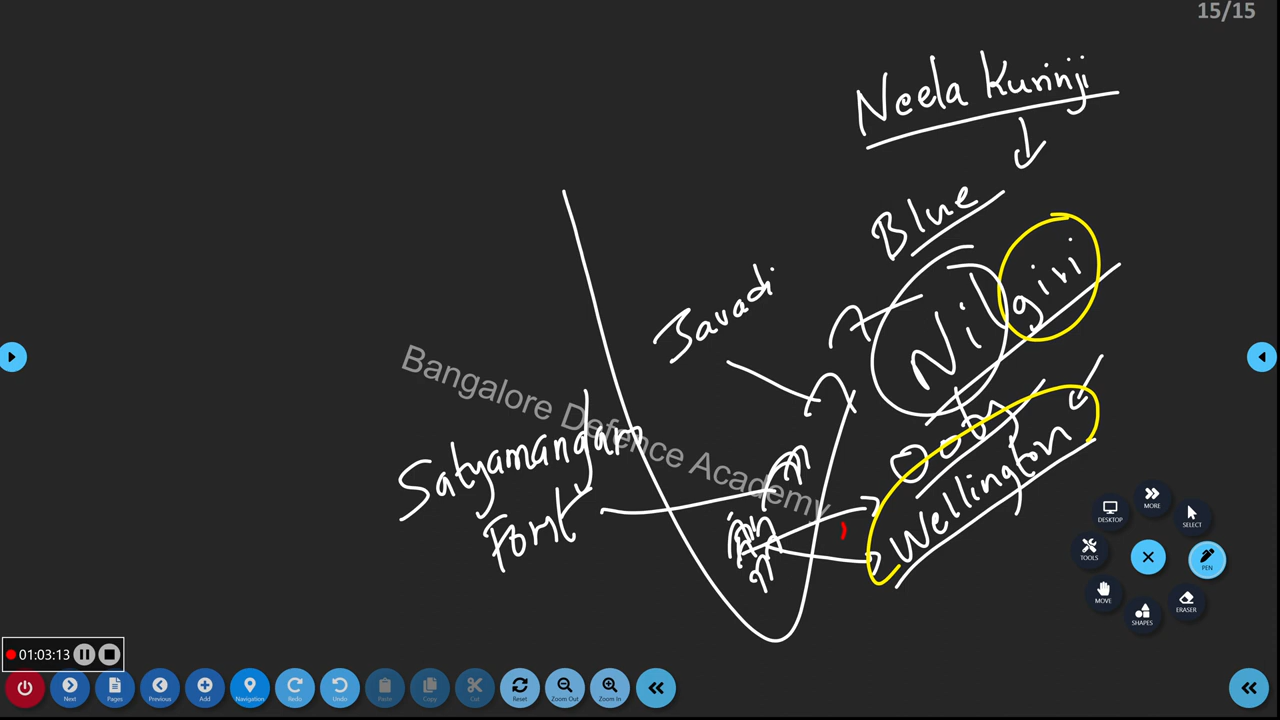 15/15
Neela Kurinji
Blue
Nilgiri
Javadi
Ooty
Wellington
Satyamandam
Forst
Bangalore Defence Academy
DESKTOP
MORE
SELECT
TOOLS
PEN
MOVE
SHAPES
ERASER
01:03:13
Next
Pages
Previous
Add
Navigation
Redo
Undo
Paste
Copy
Cut
Reset
Zoom Out
Zoom In